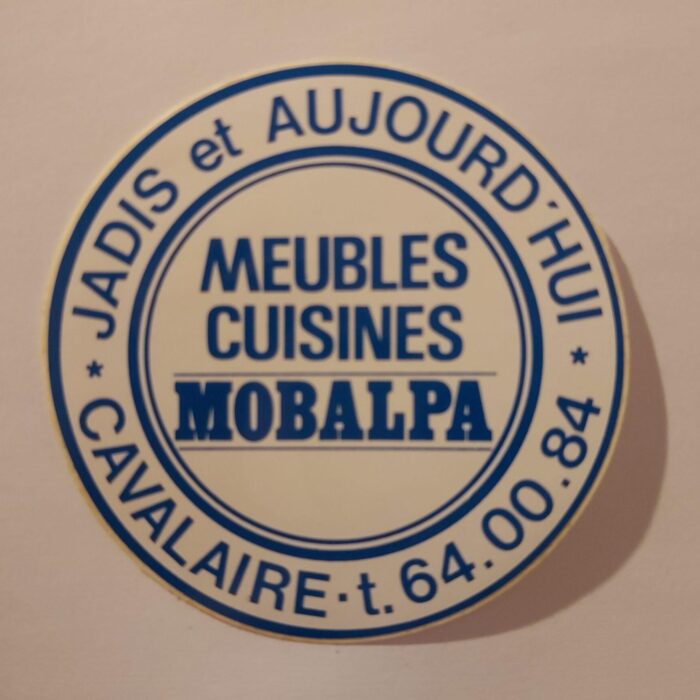 JADIS et AUJOURD'HUI
MEUBLES
CUISINES
MOBALPA
* CAVALAIRE · t. 64.00.84 *